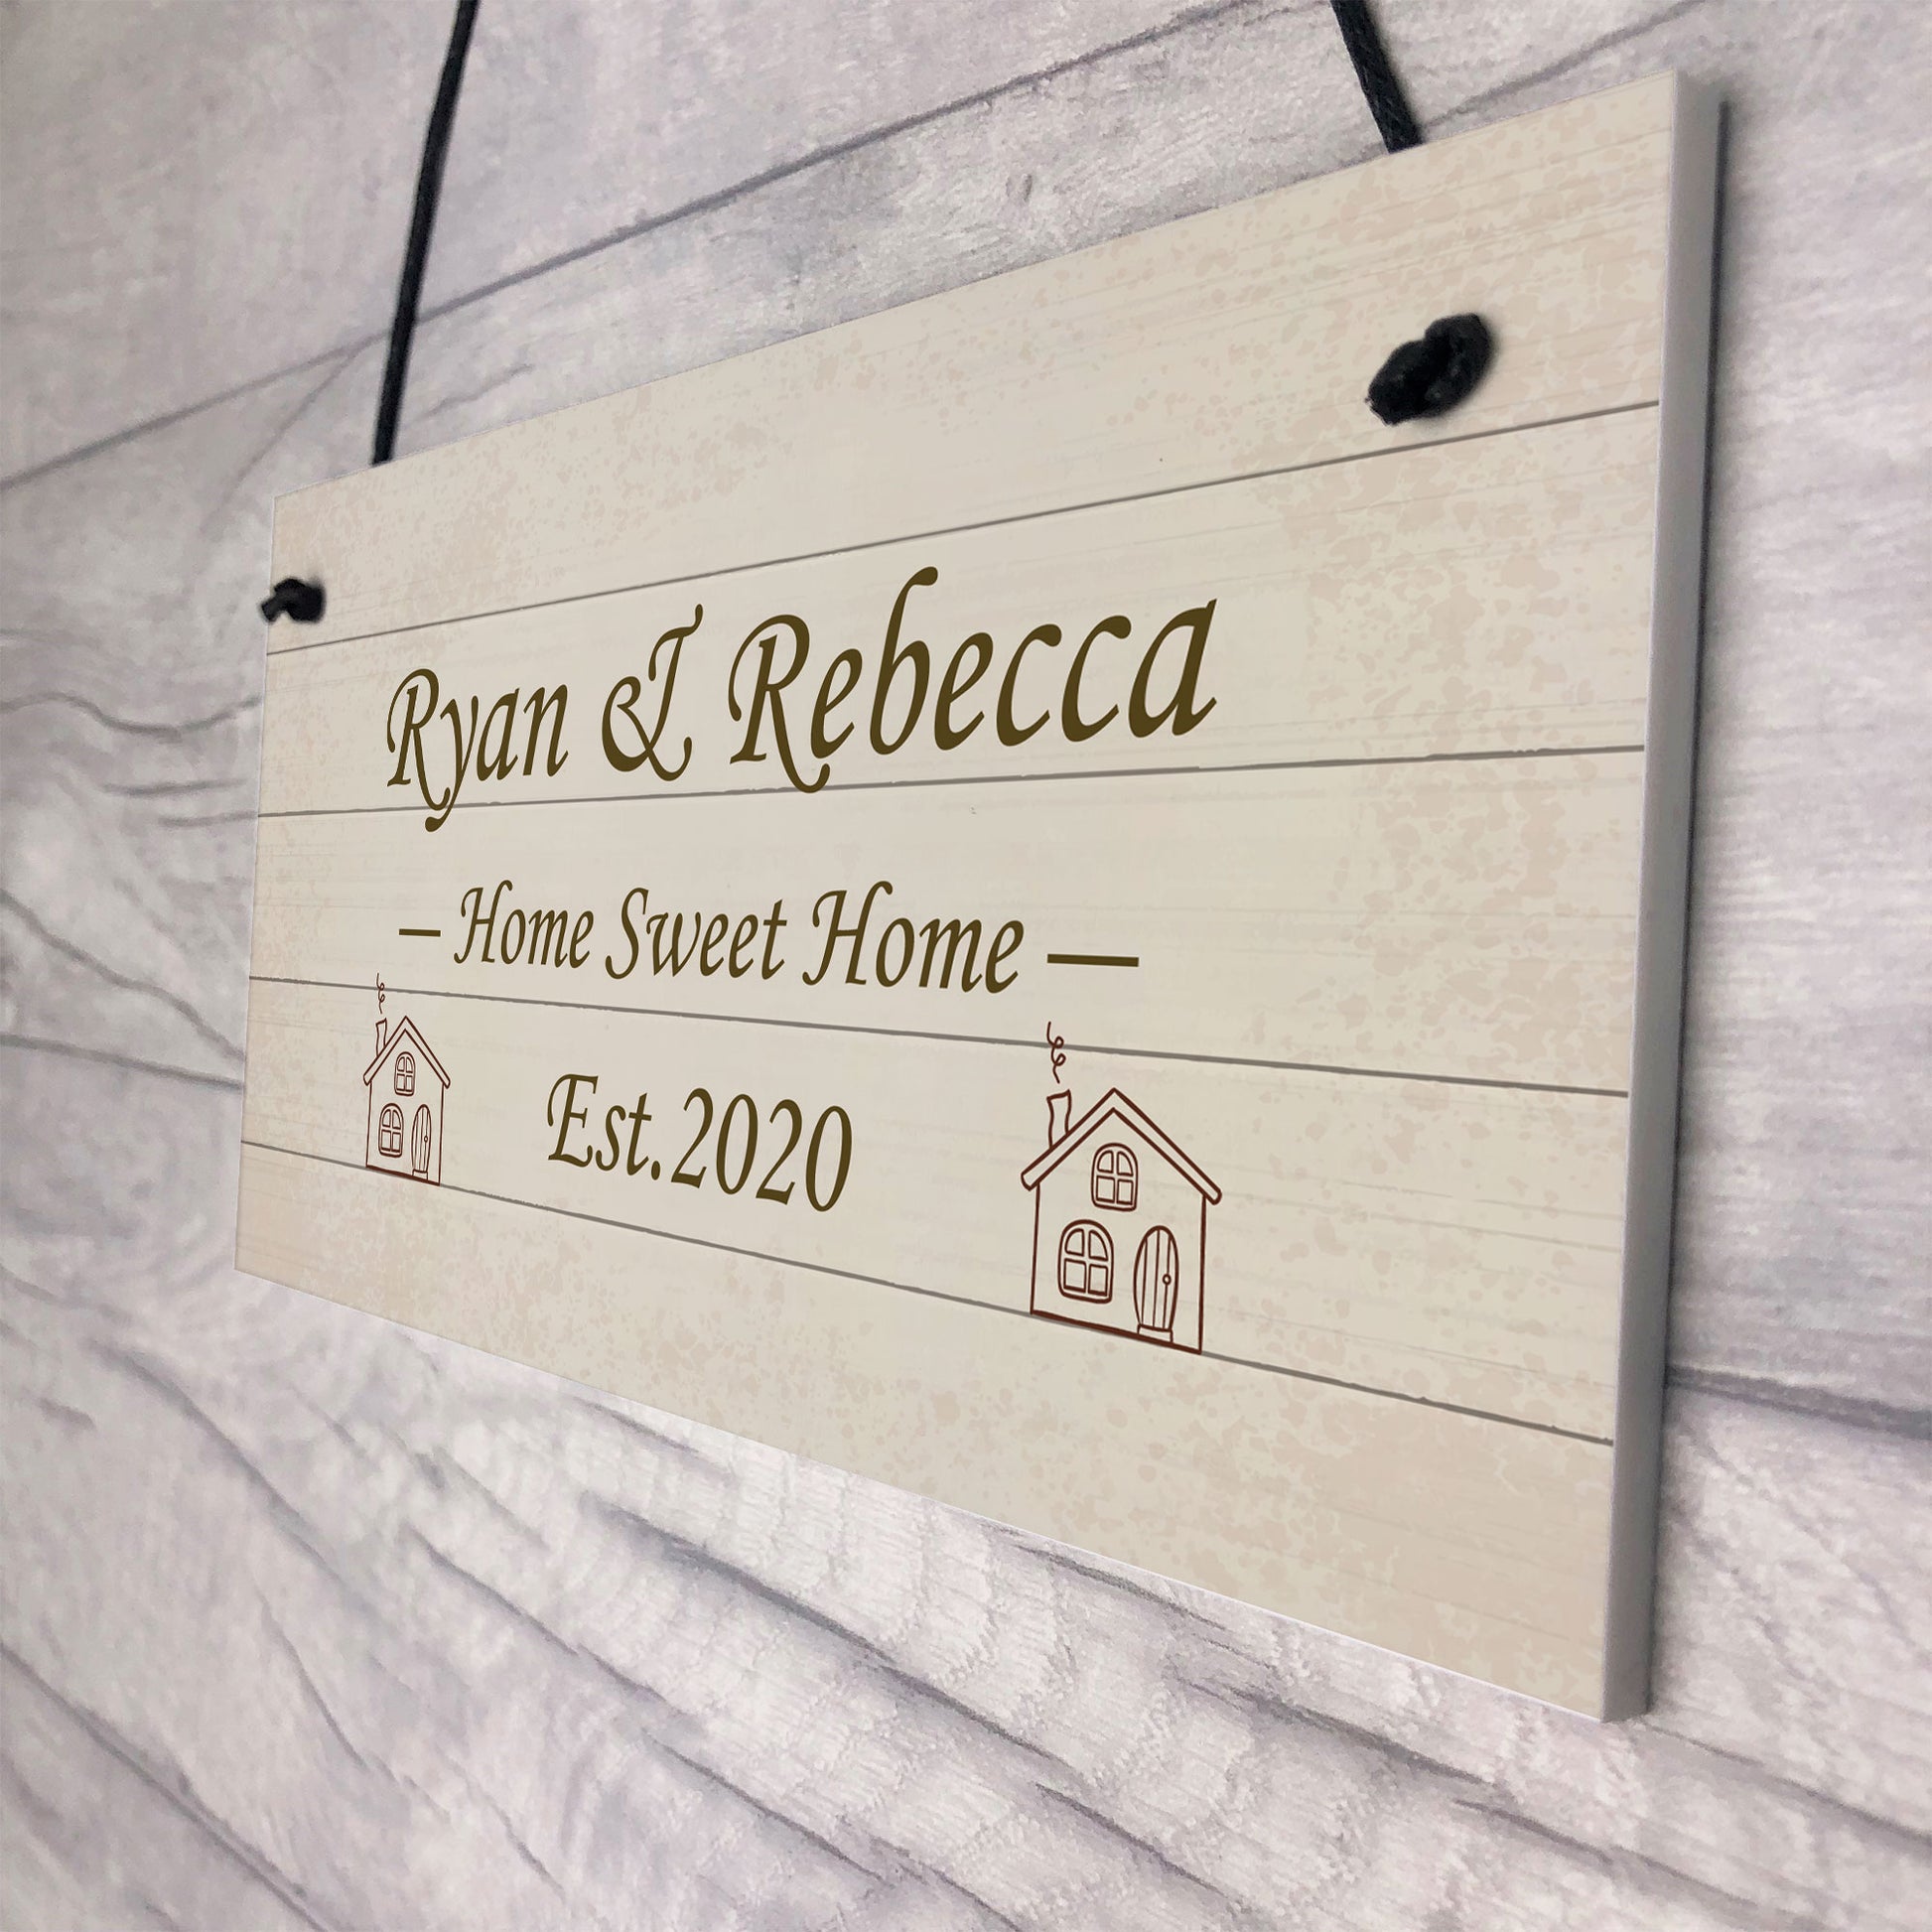 Ryan & Rebecca
— Home Sweet Home —
Est.2020